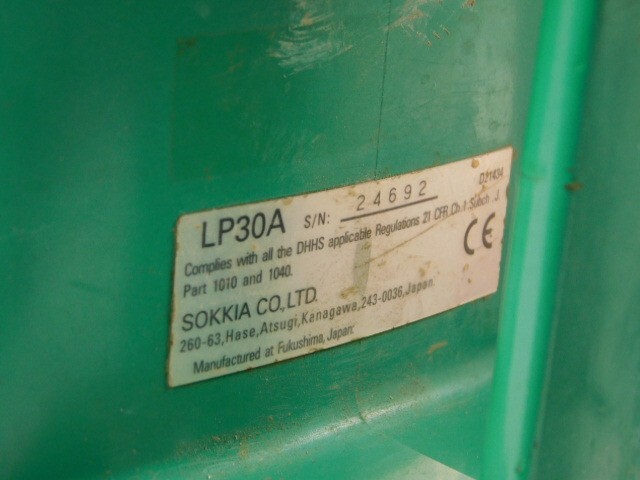 LP30A S/N: 24692 D21434
Complies with all the DHHS applicable Regulations 21 CFR Ch.1 Subch. J
Part 1010 and 1040.
CE
SOKKIA CO., LTD.
260-63, Hase, Atsugi, Kanagawa, 243-0036, Japan.
Manufactured at Fukushima, Japan.